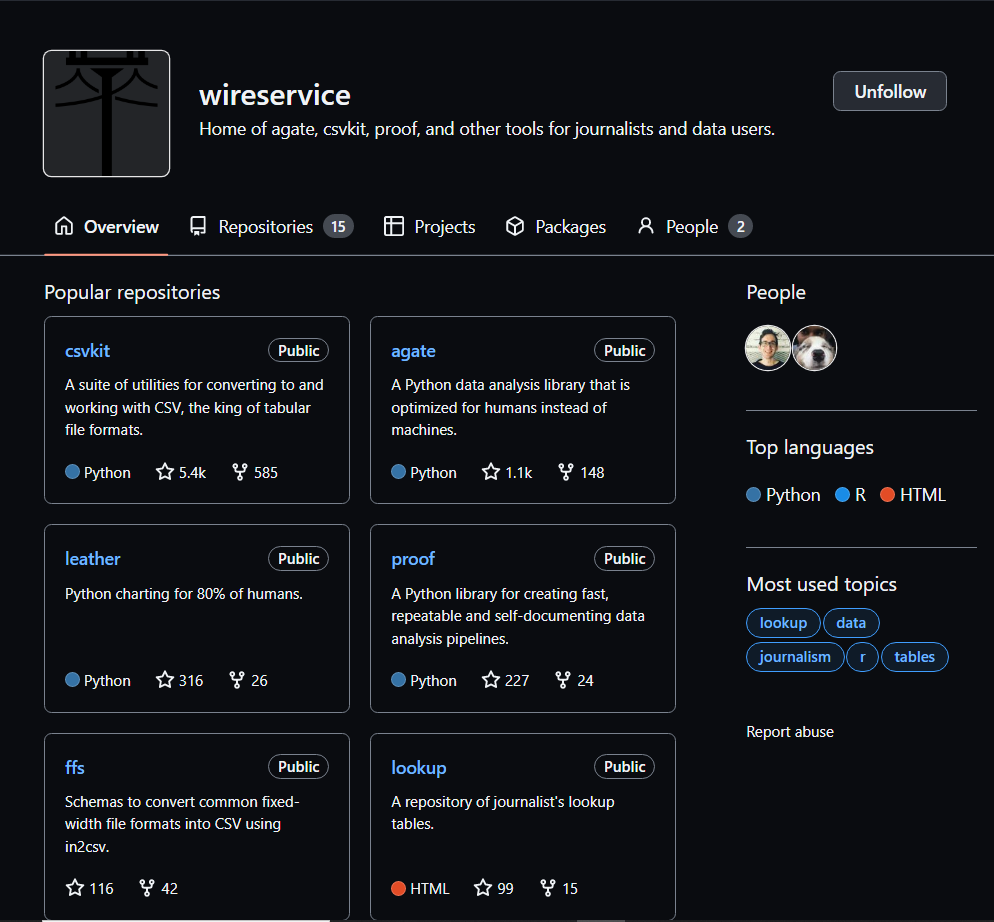 wireservice
Unfollow
Home of agate, csvkit, proof, and other tools for journalists and data users.
Overview Repositories 15 Projects Packages People 2
Popular repositories
csvkit Public
A suite of utilities for converting to and
working with CSV, the king of tabular
file formats.
Python 5.4k 585
agate Public
A Python data analysis library that is
optimized for humans instead of
machines.
Python 1.1k 148
leather Public
Python charting for 80% of humans.
Python 316 26
proof Public
A Python library for creating fast,
repeatable and self-documenting data
analysis pipelines.
Python 227 24
ffs Public
Schemas to convert common fixed-
width file formats into CSV using
in2csv.
116 42
lookup Public
A repository of journalist's lookup
tables.
HTML 99 15
People
Top languages
Python R HTML
Most used topics
lookup data
journalism r tables
Report abuse